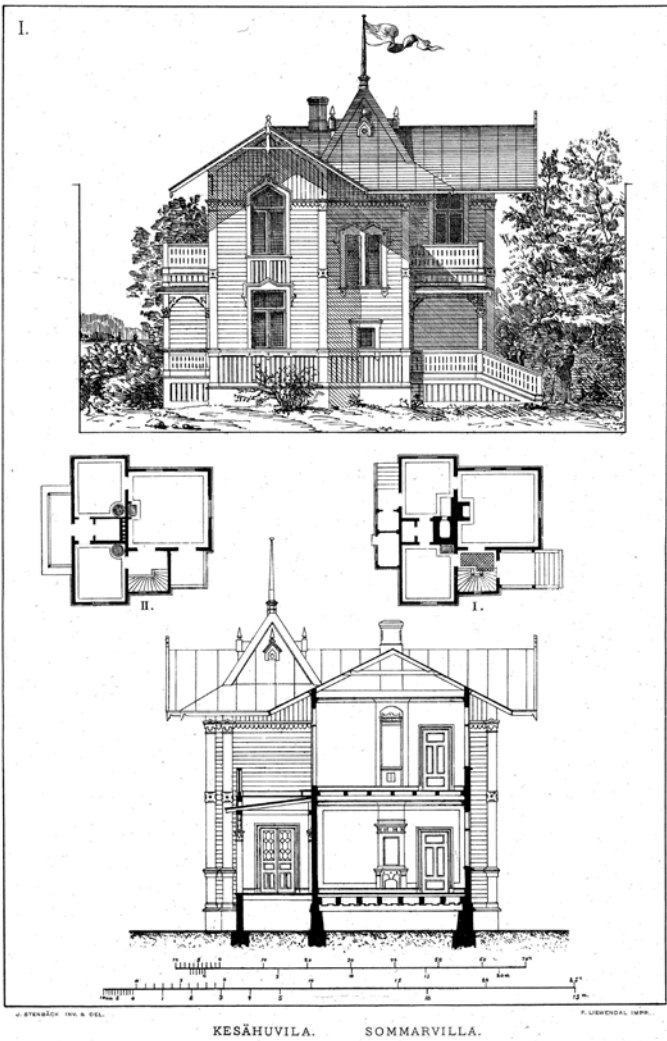 I.
II.
I.
J. STENBÄCK INV. & DEL.
F. LIEWENDAL IMPR.
KESÄHUVILA. SOMMARVILLA.